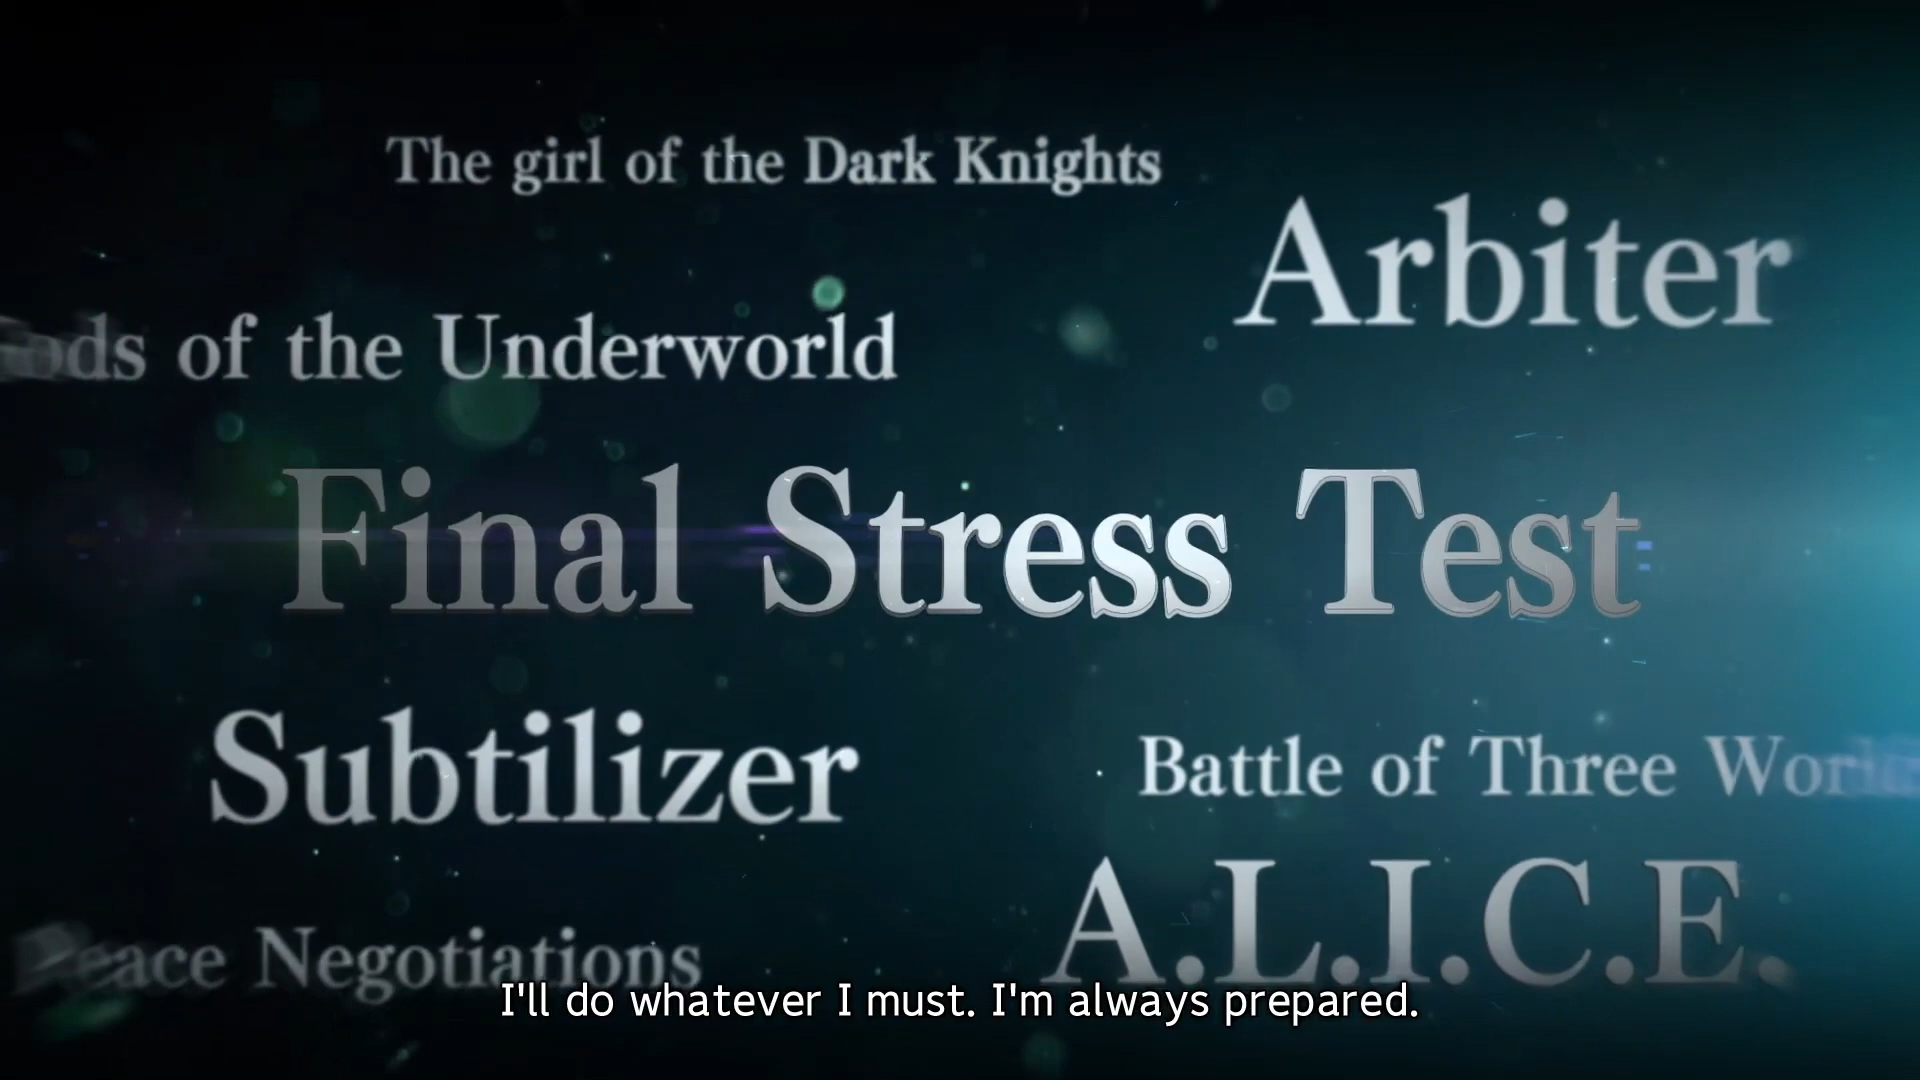 The girl of the Dark Knights
Arbiter
of the Underworld
Final Stress Test
Subtilizer
Battle of Three
A.L.I.C.E.
Negotiations
I'll do whatever I must. I'm always prepared.